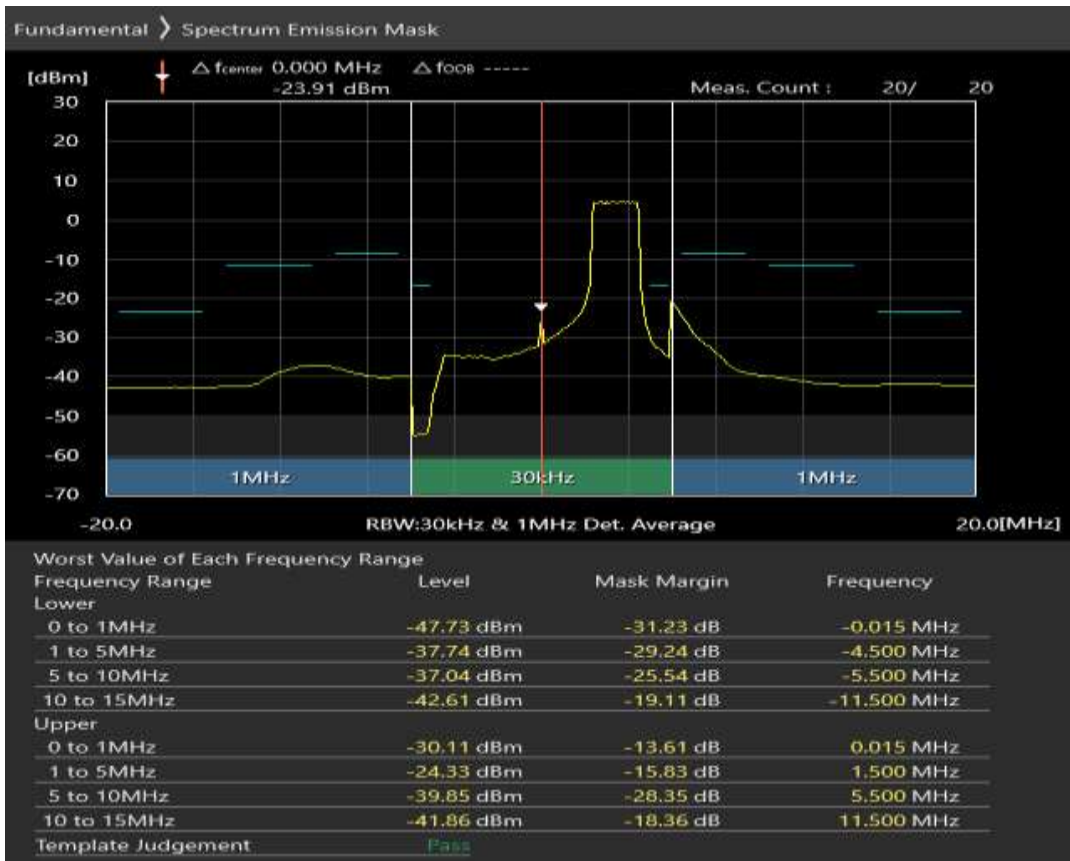 Fundamental 〉 Spectrum Emission Mask
[dBm] △ fcenter 0.000 MHz △ fOOB -----
-23.91 dBm Meas. Count : 20/ 20
30
20
10
0
-10
-20
-30
-40
-50
-60
-70
1MHz 30kHz 1MHz
-20.0 RBW:30kHz & 1MHz Det. Average 20.0[MHz]
Worst Value of Each Frequency Range
Frequency Range Level Mask Margin Frequency
Lower
0 to 1MHz -47.73 dBm -31.23 dB -0.015 MHz
1 to 5MHz -37.74 dBm -29.24 dB -4.500 MHz
5 to 10MHz -37.04 dBm -25.54 dB -5.500 MHz
10 to 15MHz -42.61 dBm -19.11 dB -11.500 MHz
Upper
0 to 1MHz -30.11 dBm -13.61 dB 0.015 MHz
1 to 5MHz -24.33 dBm -15.83 dB 1.500 MHz
5 to 10MHz -39.85 dBm -28.35 dB 5.500 MHz
10 to 15MHz -41.86 dBm -18.36 dB 11.500 MHz
Template Judgement Pass